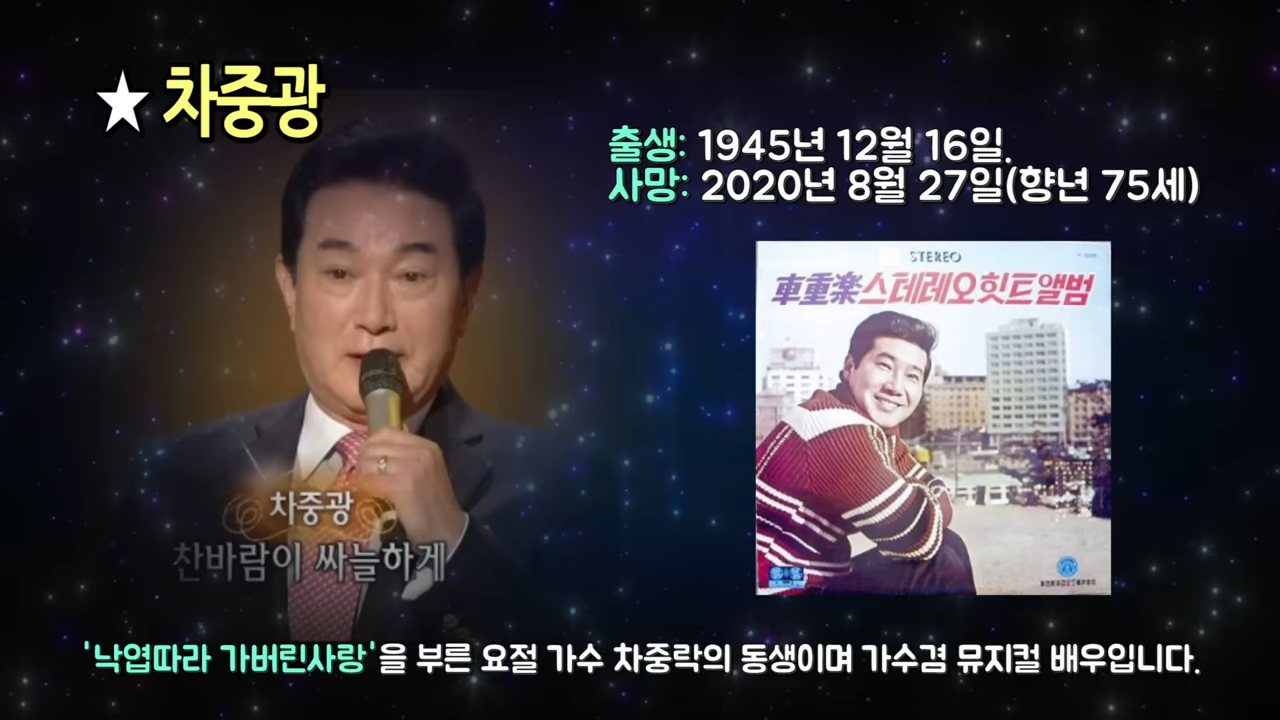 ★ 차중광
출생: 1945년 12월 16일.
사망: 2020년 8월 27일(향년 75세)
STEREO
車重楽스테레오힛트앨범
차중광
찬바람이 싸늘하게
'낙엽따라 가버린사랑'을 부른 요절 가수 차중락의 동생이며 가수겸 뮤지컬 배우입니다.